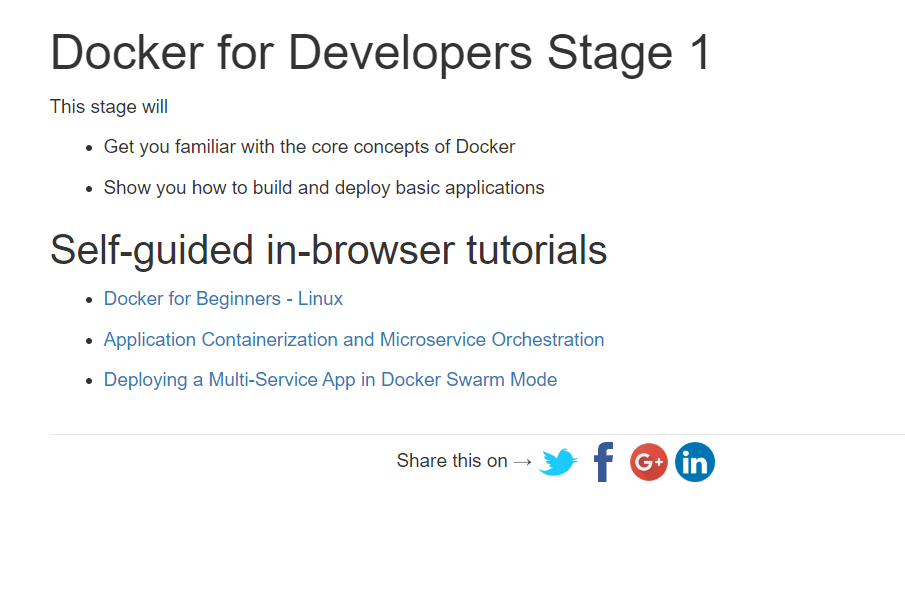 Docker for Developers Stage 1
This stage will
Get you familiar with the core concepts of Docker
Show you how to build and deploy basic applications
Self-guided in-browser tutorials
Docker for Beginners - Linux
Application Containerization and Microservice Orchestration
Deploying a Multi-Service App in Docker Swarm Mode
Share this on → f G+ in